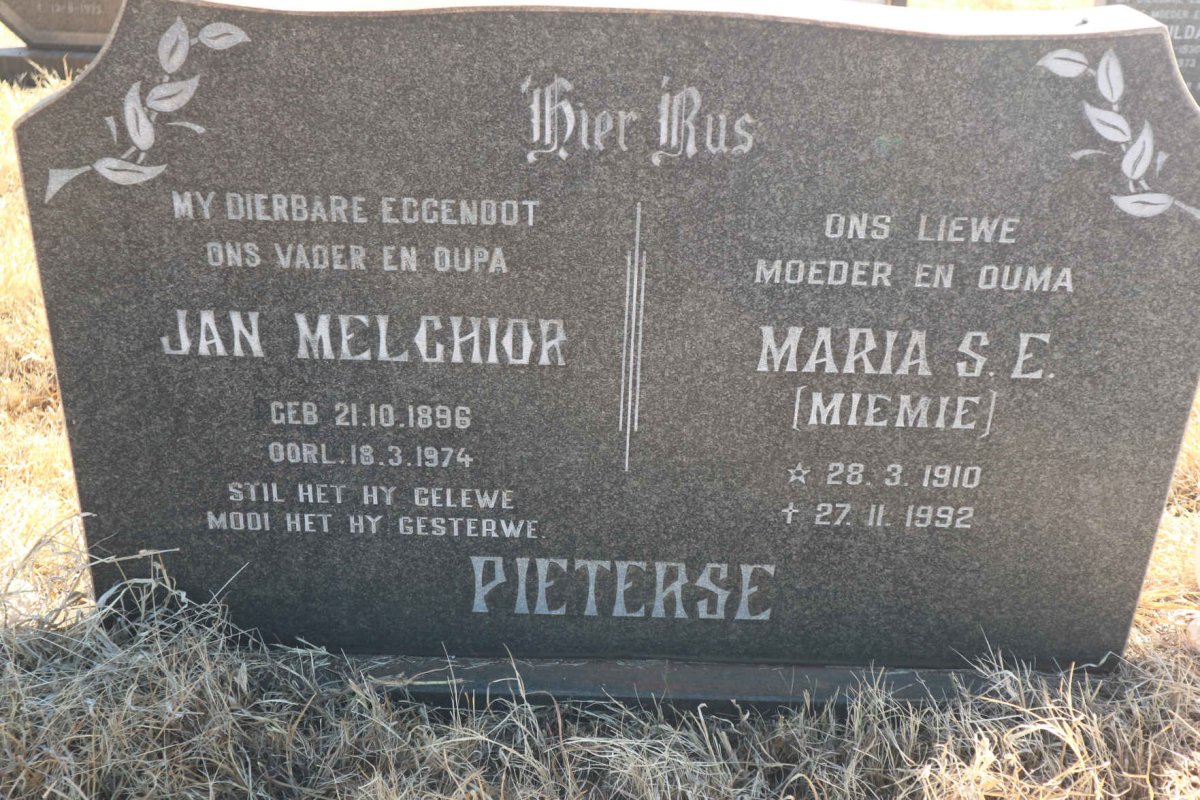 Hier Rus
MY DIERBARE EGGENOOT
ONS VADER EN OUPA
JAN MELCHIOR
GEB 21.10.1896
OORL. 18.3.1974
STIL HET HY GELEWE
MOOI HET HY GESTERWE.
ONS LIEWE
MOEDER EN OUMA
MARIA S. E.
(MIEMIE)
☆ 28. 3. 1910
✝ 27. 11. 1992
PIETERSE